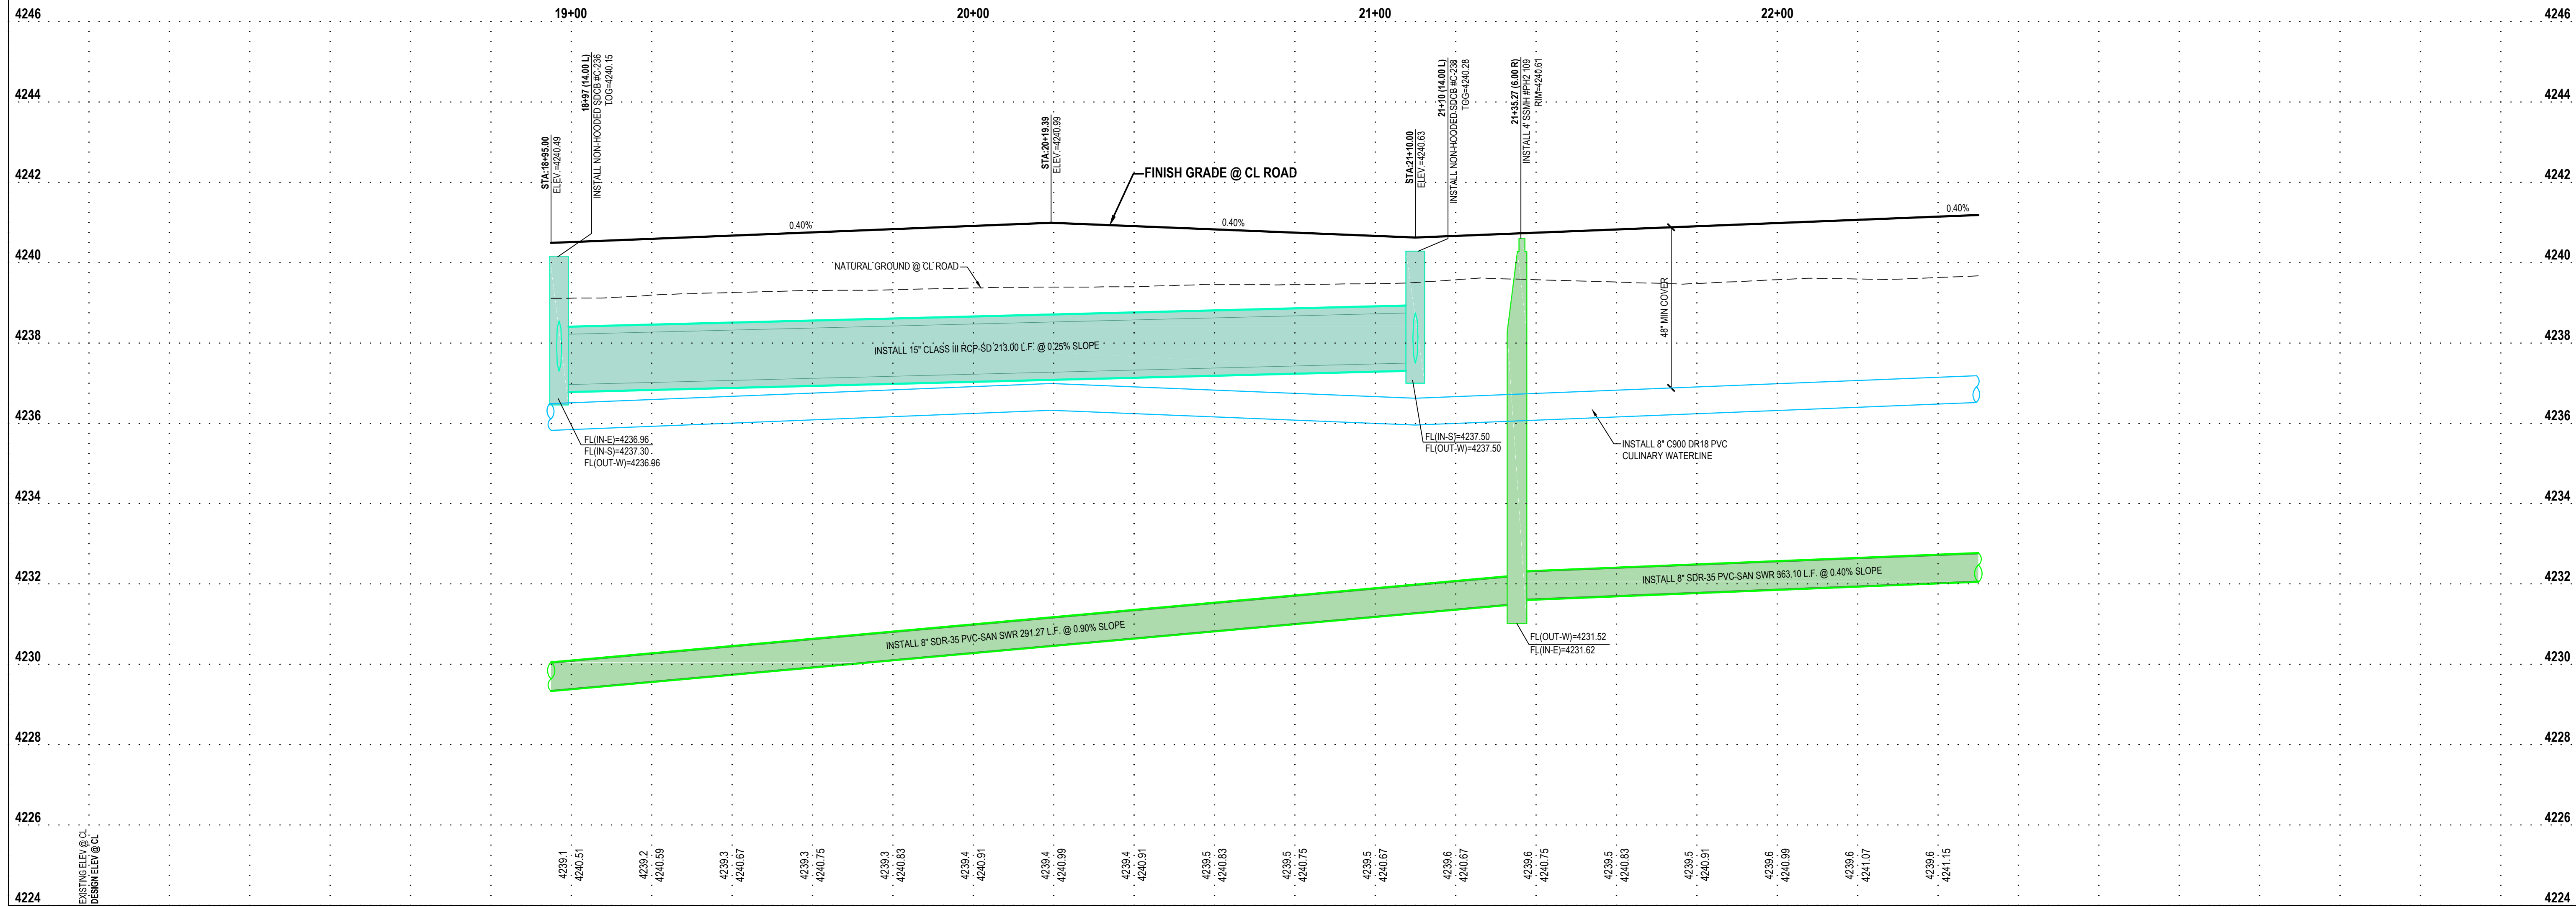 19+00
20+00
21+00
22+00
4246
4246
4244
4244
4242
4242
4240
4240
4238
4238
4236
4236
4234
4234
4232
4232
4230
4230
4228
4228
4226
4226
4224
4224
STA:18+95.00
ELEV.=4240.49
18+97 (14.00 L)
INSTALL NON-HOODED SDCB #C-236
TOG=4240.15
STA:20+19.39
ELEV.=4240.99
FINISH GRADE @ CL ROAD
STA:21+10.00
ELEV.=4240.63
21+10 (14.00 L)
INSTALL NON-HOODED SDCB #C-238
TOG=4240.28
21+35.27 (6.00 R)
INSTALL 4' SSMH #PH2 109
RIM=4240.61
0.40%
0.40%
0.40%
NATURAL GROUND @ CL ROAD
48" MIN COVER
INSTALL 15" CLASS III RCP-SD 213.00 L.F. @ 0.25% SLOPE
FL(IN-E)=4236.96
FL(IN-S)=4237.30
FL(OUT-W)=4236.96
FL(IN-S)=4237.50
FL(OUT-W)=4237.50
INSTALL 8" C900 DR18 PVC
CULINARY WATERLINE
INSTALL 8" SDR-35 PVC-SAN SWR 291.27 L.F. @ 0.90% SLOPE
INSTALL 8" SDR-35 PVC-SAN SWR 363.10 L.F. @ 0.40% SLOPE
FL(OUT-W)=4231.52
FL(IN-E)=4231.62
EXISTING ELEV @ CL
DESIGN ELEV @ CL
4239.1
4240.51
4239.2
4240.59
4239.3
4240.67
4239.3
4240.75
4239.3
4240.83
4239.4
4240.91
4239.4
4240.99
4239.4
4240.91
4239.5
4240.83
4239.5
4240.75
4239.5
4240.67
4239.6
4240.67
4239.6
4240.75
4239.5
4240.83
4239.5
4240.91
4239.6
4240.99
4239.6
4241.07
4239.6
4241.15